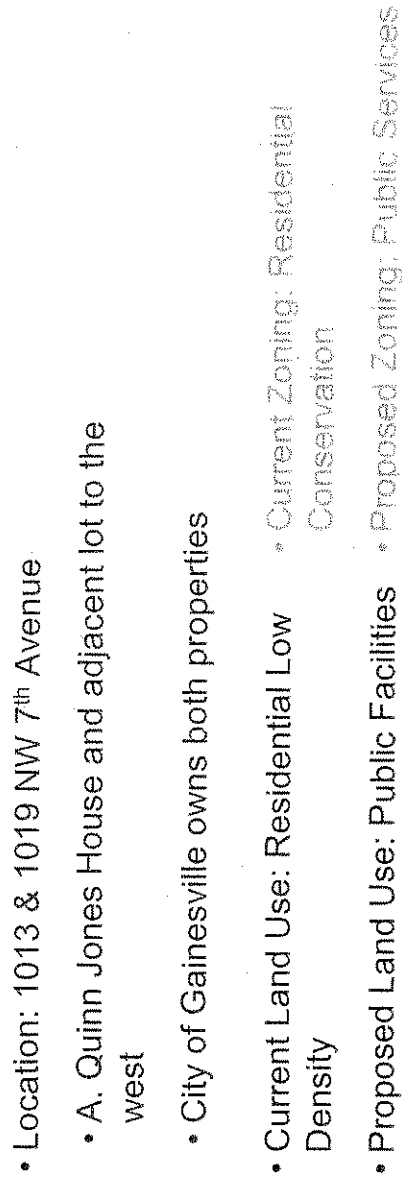 • Location: 1013 & 1019 NW 7th Avenue
• A. Quinn Jones House and adjacent lot to the
west
• City of Gainesville owns both properties
• Current Land Use: Residential Low
Density
• Proposed Land Use: Public Facilities
• Current Zoning: Residential
Conservation
• Proposed Zoning: Public Services